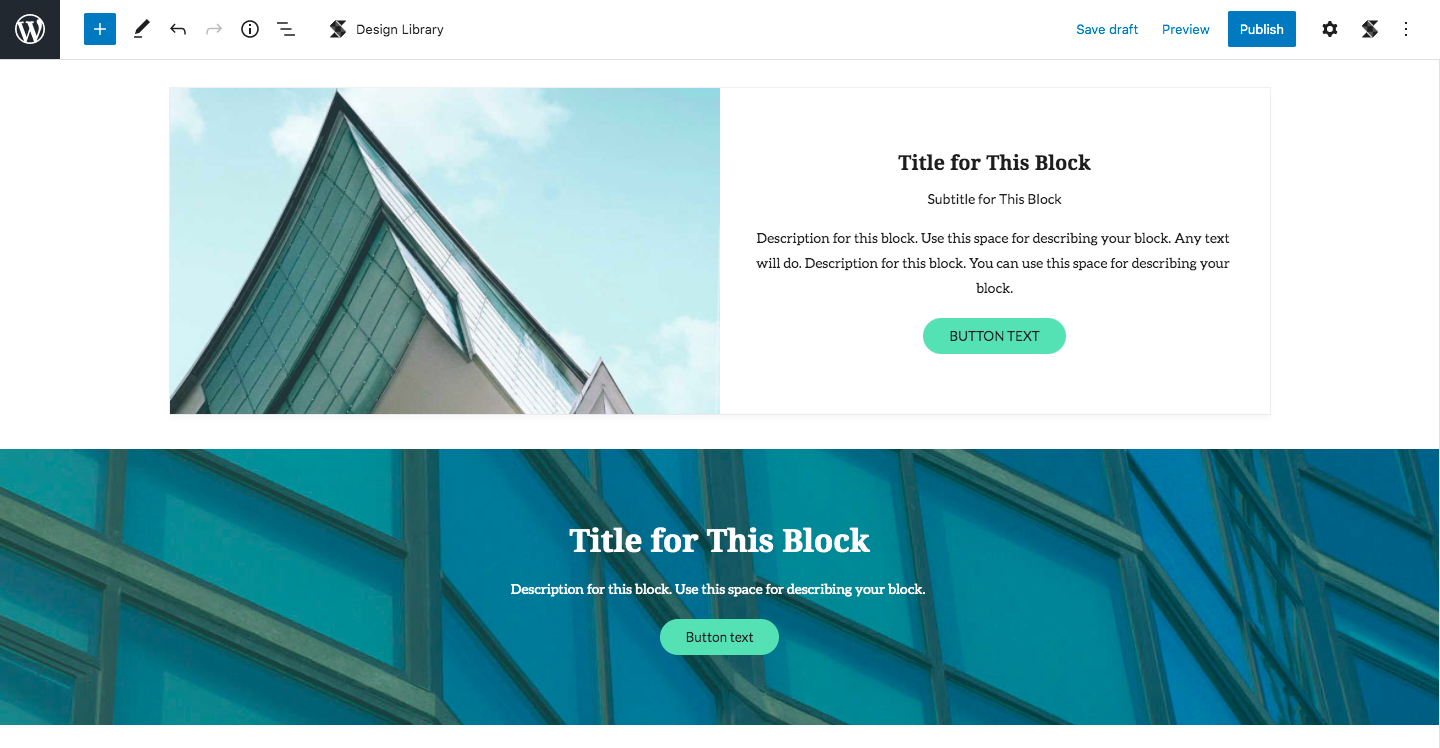 Design Library
Save draft
Preview
Publish
Title for This Block
Subtitle for This Block
Description for this block. Use this space for describing your block. Any text
will do. Description for this block. You can use this space for describing your
block.
BUTTON TEXT
Title for This Block
Description for this block. Use this space for describing your block.
Button text